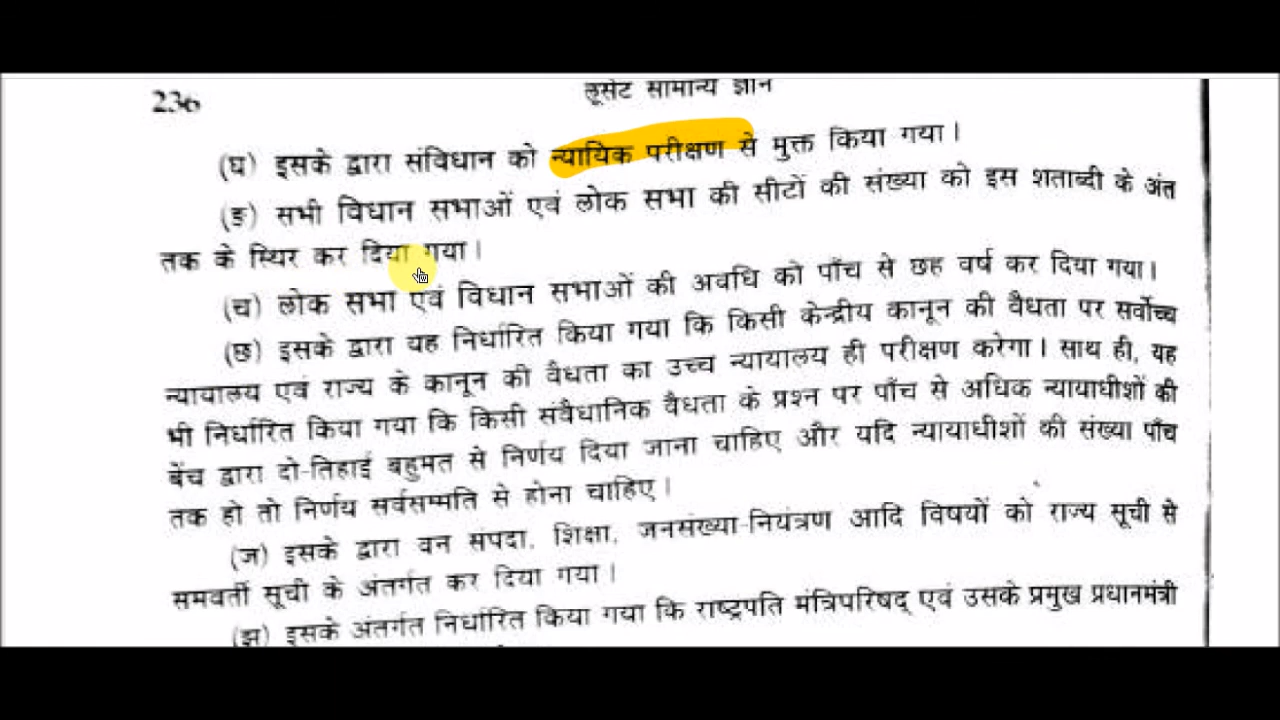 236 लूसेंट सामान्य ज्ञान
(घ) इसके द्वारा संविधान को न्यायिक परीक्षण से मुक्त किया गया।
(ङ) सभी विधान सभाओं एवं लोक सभा की सीटों की संख्या को इस शताब्दी के अंत
तक के स्थिर कर दिया गया।
(च) लोक सभा एवं विधान सभाओं की अवधि को पाँच से छह वर्ष कर दिया गया।
(छ) इसके द्वारा यह निर्धारित किया गया कि किसी केन्द्रीय कानून की वैधता पर सर्वोच्च
न्यायालय एवं राज्य के कानून की वैधता का उच्च न्यायालय ही परीक्षण करेगा। साथ ही, यह
भी निर्धारित किया गया कि किसी संवैधानिक वैधता के प्रश्न पर पाँच से अधिक न्यायाधीशों की
बेंच द्वारा दो-तिहाई बहुमत से निर्णय दिया जाना चाहिए और यदि न्यायाधीशों की संख्या पाँच
तक हो तो निर्णय सर्वसम्मति से होना चाहिए।
(ज) इसके द्वारा वन संपदा, शिक्षा, जनसंख्या-नियंत्रण आदि विषयों को राज्य सूची से
समवर्ती सूची के अंतर्गत कर दिया गया।
(झ) इसके अंतर्गत निर्धारित किया गया कि राष्ट्रपति मंत्रिपरिषद् एवं उसके प्रमुख प्रधानमंत्री